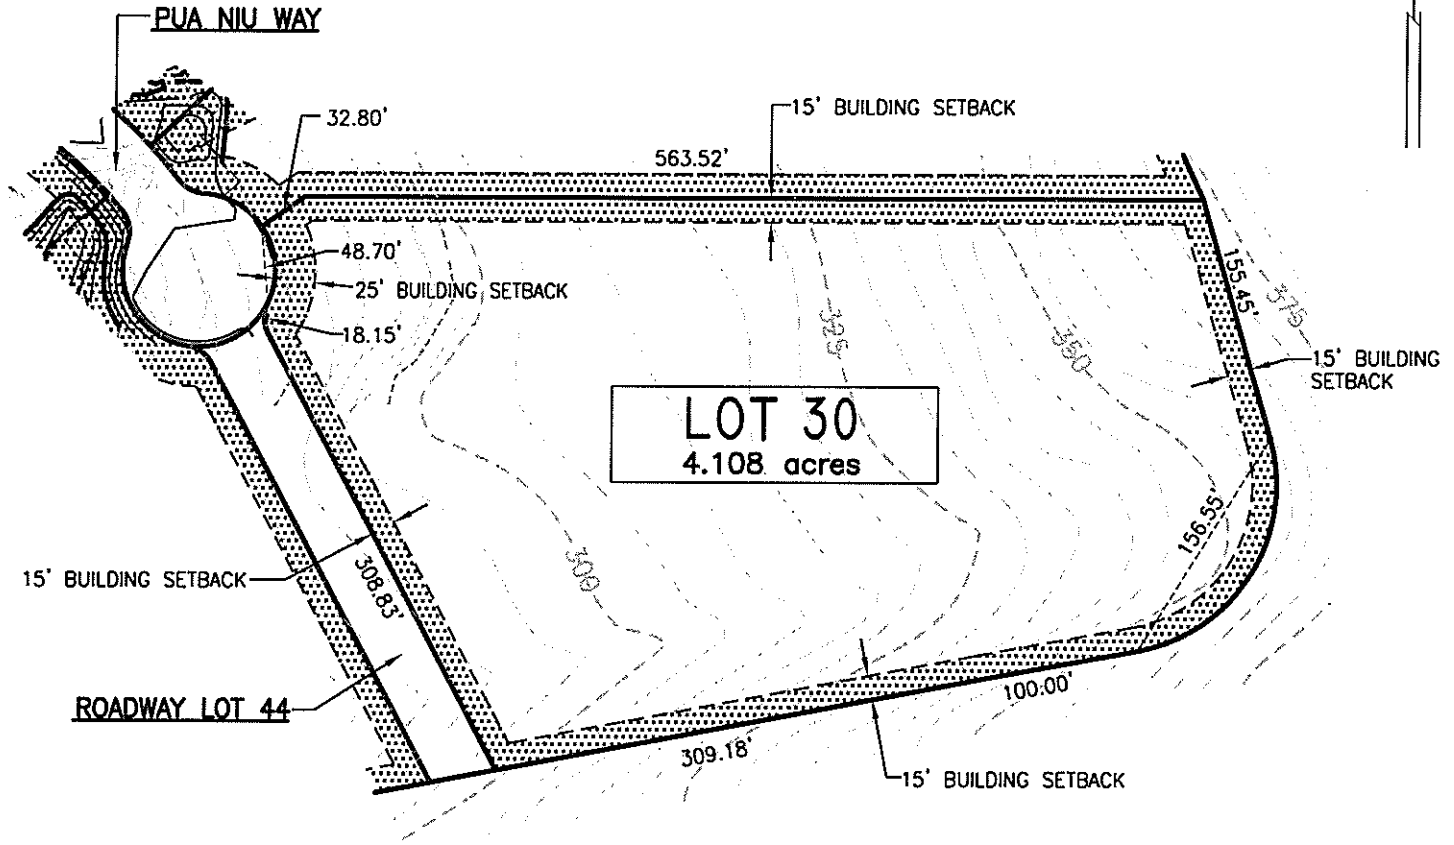 PUA NIU WAY
32.80'
15' BUILDING SETBACK
563.52'
48.70'
25' BUILDING SETBACK
18.15'
155.45'
375
325
350
15' BUILDING
SETBACK
LOT 30
4.108 acres
156.55'
300
15' BUILDING SETBACK
308.83'
ROADWAY LOT 44
100.00'
309.18'
15' BUILDING SETBACK